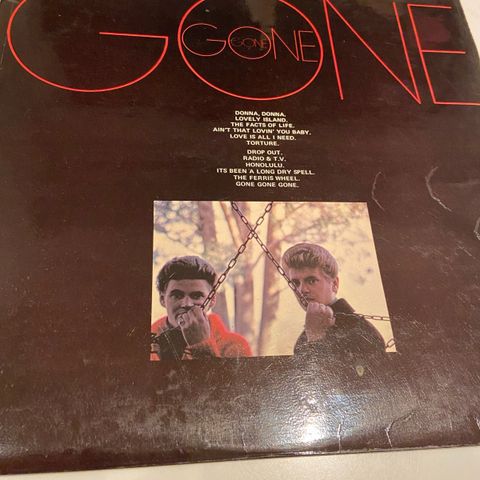 GONE
GONE
GONE
DONNA, DONNA.
LOVELY ISLAND.
THE FACTS OF LIFE.
AIN'T THAT LOVIN' YOU BABY.
LOVE IS ALL I NEED.
TORTURE.
DROP OUT.
RADIO & T.V.
HONOLULU.
ITS BEEN A LONG DRY SPELL.
THE FERRIS WHEEL.
GONE GONE GONE.